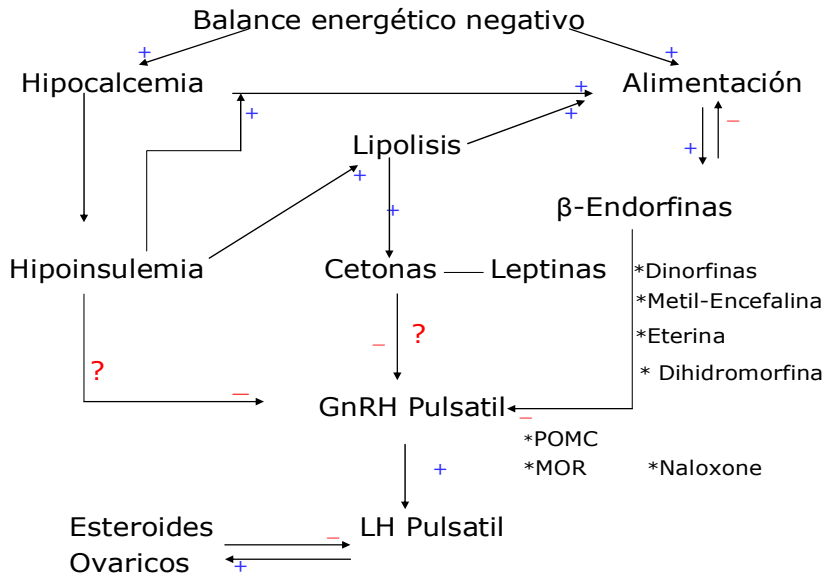 Balance energético negativo
+ +
Hipocalcemia + + Alimentación
Lipolisis + + −
+ +
β-Endorfinas
Hipoinsulemia Cetonas Leptinas *Dinorfinas
*Metil-Encefalina
− ? *Eterina
? * Dihidromorfina
−
GnRH Pulsatil −
*POMC
+ *MOR *Naloxone
Esteroides − LH Pulsatil
Ovaricos +